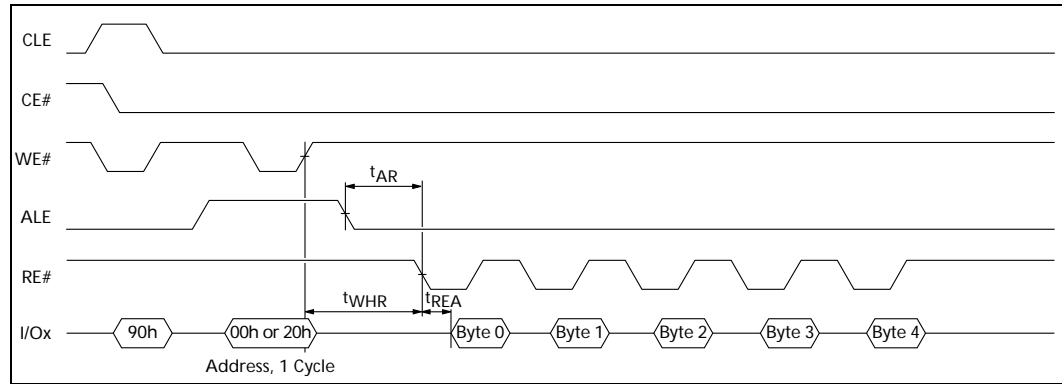 CLE
CE#
WE#
tAR
ALE
RE#
tWHR tREA
I/Ox 90h 00h or 20h Byte 0 Byte 1 Byte 2 Byte 3 Byte 4
Address, 1 Cycle